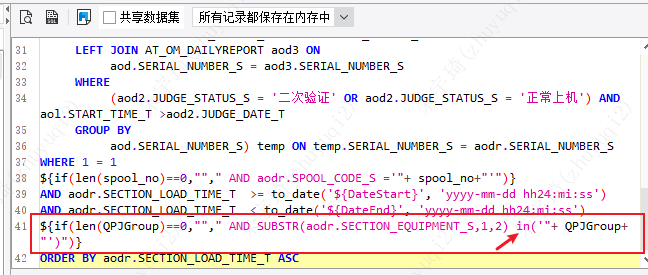 共享数据集 所有记录都保存在内存中
31 LEFT JOIN AT_OM_DAILYREPORT aod3 ON
32 aod.SERIAL_NUMBER_S = aod3.SERIAL_NUMBER_S
33 WHERE
34 (aod2.JUDGE_STATUS_S = '二次验证' OR aod2.JUDGE_STATUS_S = '正常上机') AND
aol.START_TIME_T >aod2.JUDGE_DATE_T
35 GROUP BY
36 aod.SERIAL_NUMBER_S) temp ON temp.SERIAL_NUMBER_S = aodr.SERIAL_NUMBER_S
37 WHERE 1 = 1
38 ${if(len(spool_no)==0,""," AND aodr.SPOOL_CODE_S ='"+ spool_no+"'")}
39 AND aodr.SECTION_LOAD_TIME_T >= to_date('${DateStart}', 'yyyy-mm-dd hh24:mi:ss')
40 AND aodr.SECTION_LOAD_TIME_T < to_date('${DateEnd}', 'yyyy-mm-dd hh24:mi:ss')
41 ${if(len(QPJGroup)==0,""," AND SUBSTR(aodr.SECTION_EQUIPMENT_S,1,2) in('"+ QPJGroup+
"')")}
42 ORDER BY aodr.SECTION_LOAD_TIME_T ASC